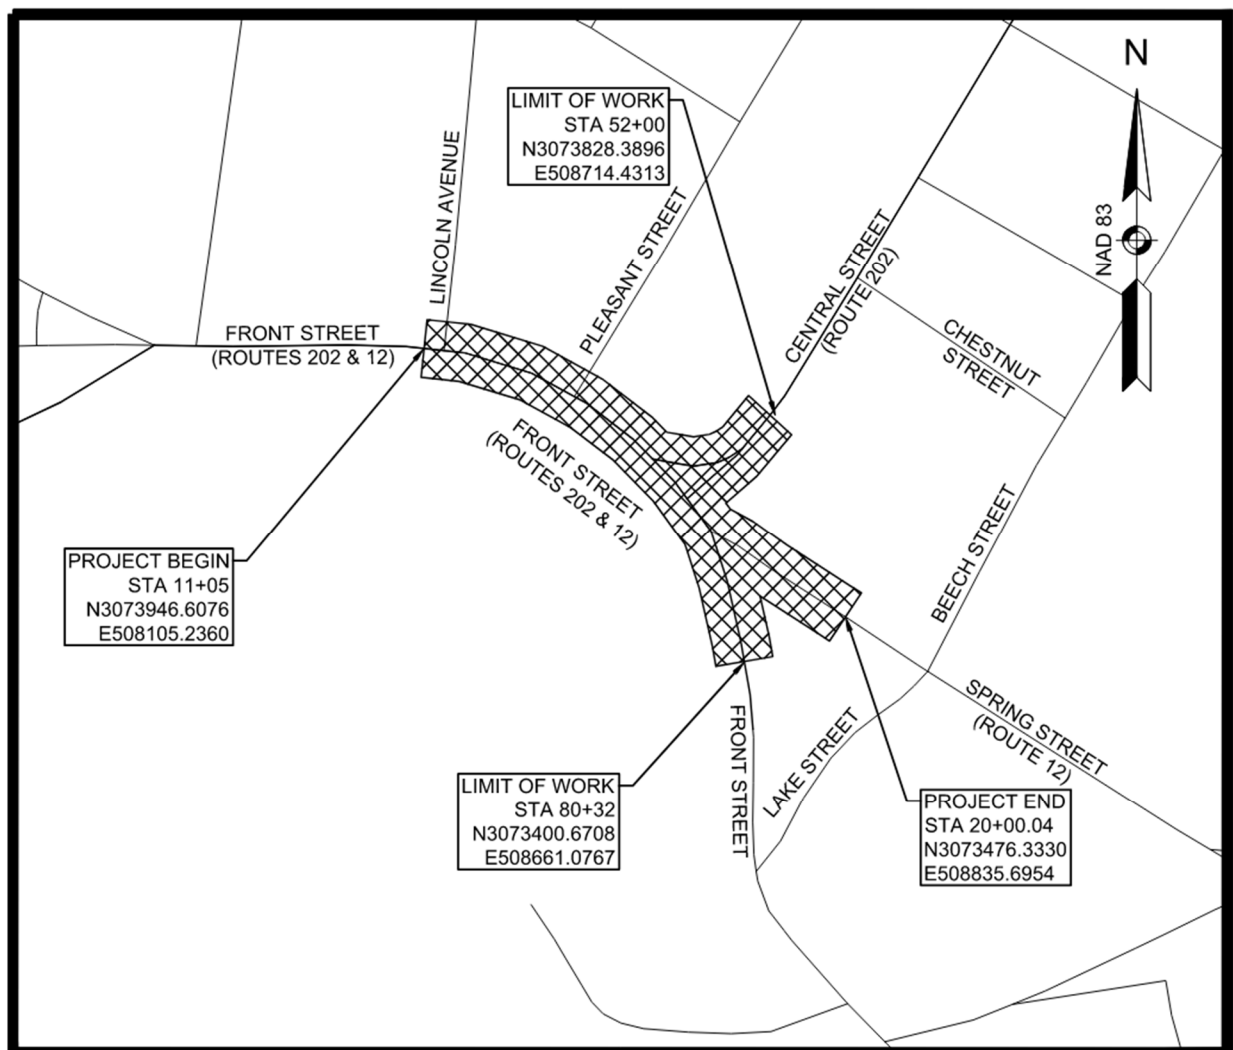 N
NAD 83
LIMIT OF WORK
STA 52+00
N3073828.3896
E508714.4313
LINCOLN AVENUE
PLEASANT STREET
CENTRAL STREET
(ROUTE 202)
CHESTNUT
STREET
FRONT STREET
(ROUTES 202 & 12)
FRONT STREET
(ROUTES 202 & 12)
BEECH STREET
PROJECT BEGIN
STA 11+05
N3073946.6076
E508105.2360
SPRING STREET
(ROUTE 12)
FRONT STREET
LAKE STREET
LIMIT OF WORK
STA 80+32
N3073400.6708
E508661.0767
PROJECT END
STA 20+00.04
N3073476.3330
E508835.6954